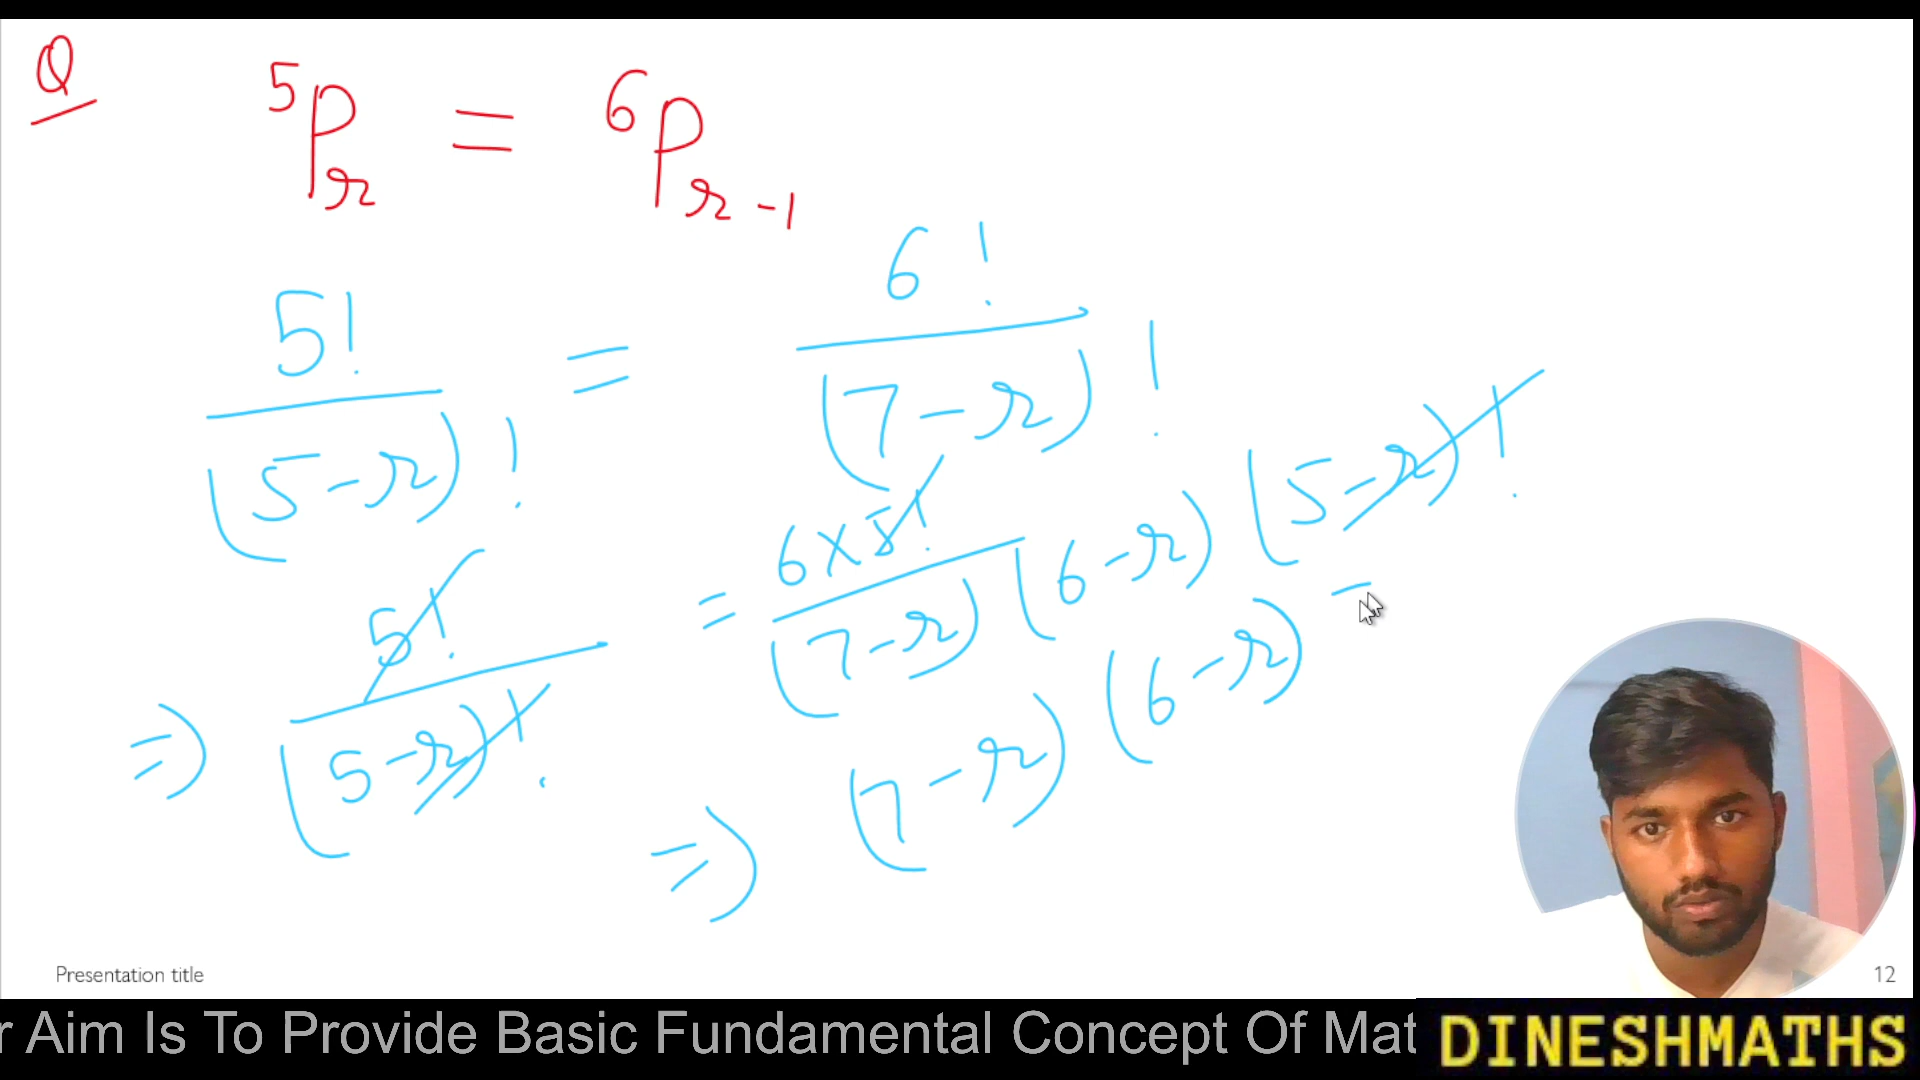 Q
⁵Pᵣ = ⁶Pᵣ₋₁
5!/(5-r)! = 6!/(7-r)!
=> 5!/(5-r)! = 6×5!/(7-r)(6-r)(5-r)!
=> (7-r)(6-r) =
Presentation title
12
r Aim Is To Provide Basic Fundamental Concept Of Mat
DINESHMATHS